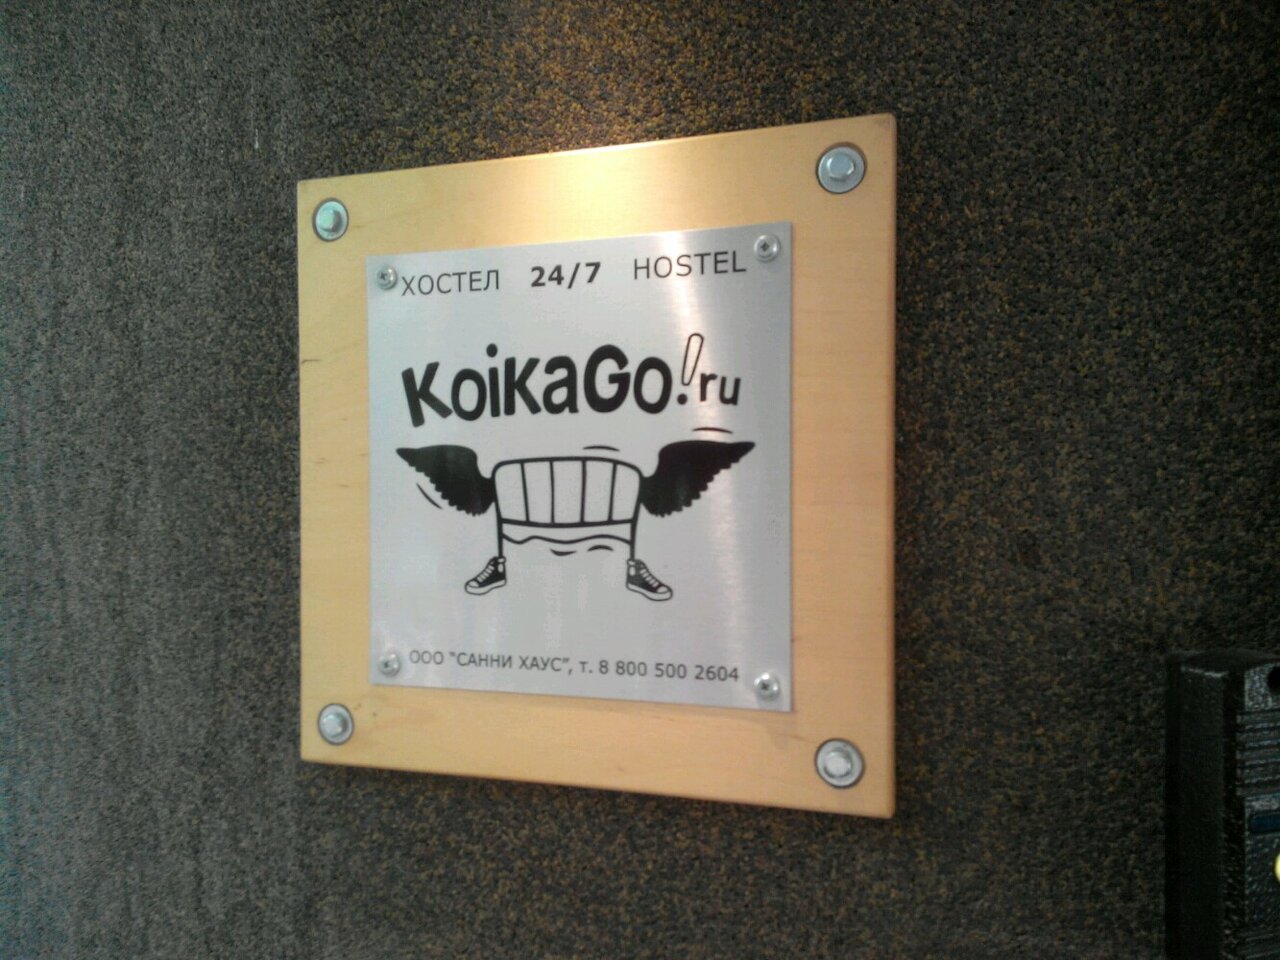 ХОСТЕЛ 24/7 HOSTEL
KoikaGo!ru
ООО "САННИ ХАУС", т. 8 800 500 2604